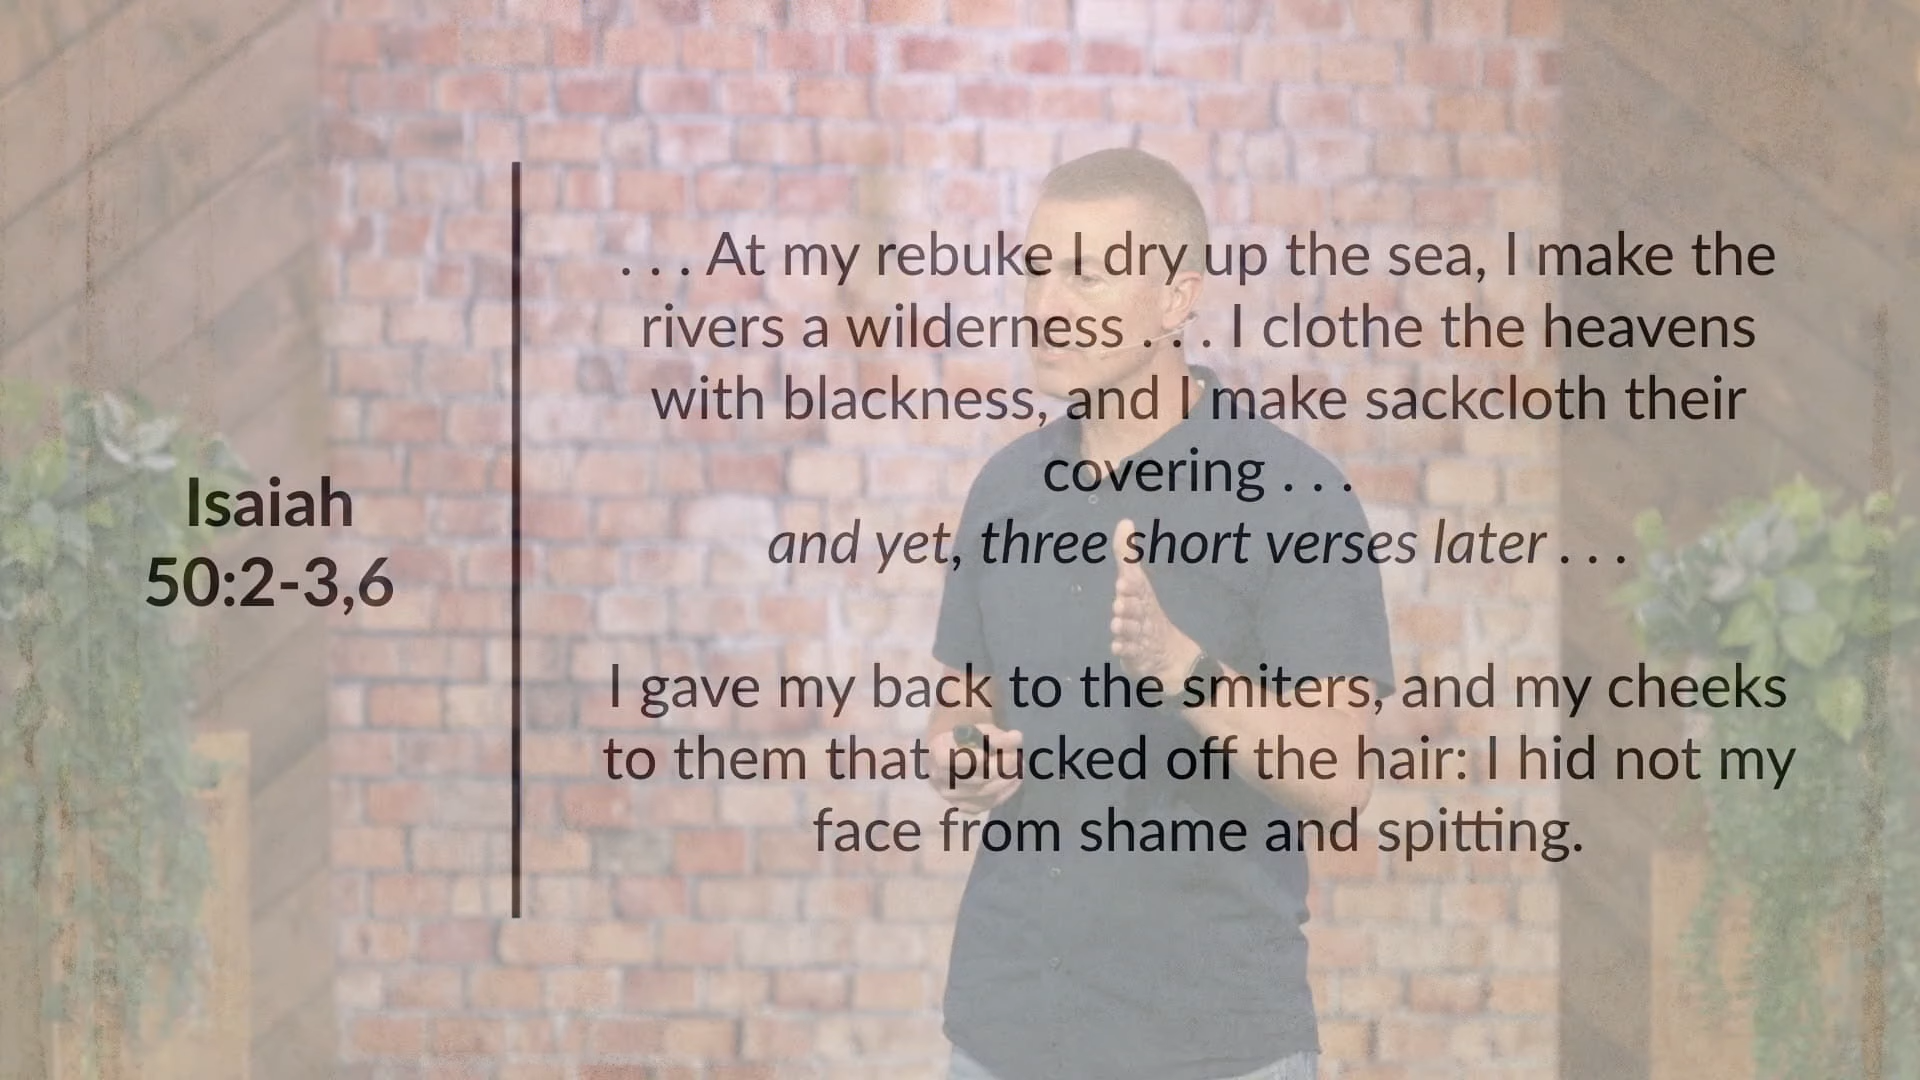 Isaiah
50:2-3,6
. . . At my rebuke I dry up the sea, I make the
rivers a wilderness . . . I clothe the heavens
with blackness, and I make sackcloth their
covering . . .
and yet, three short verses later . . .
I gave my back to the smiters, and my cheeks
to them that plucked off the hair: I hid not my
face from shame and spitting.